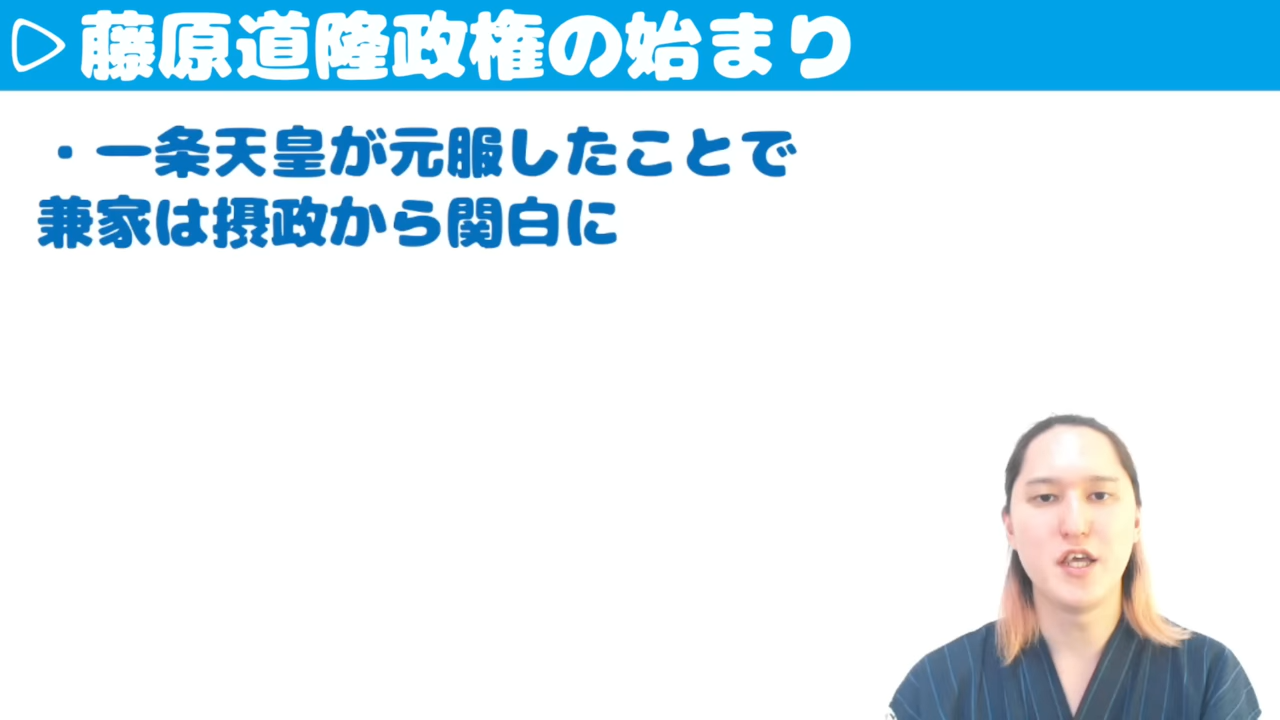 藤原道隆政権の始まり
・一条天皇が元服したことで
兼家は摂政から関白に